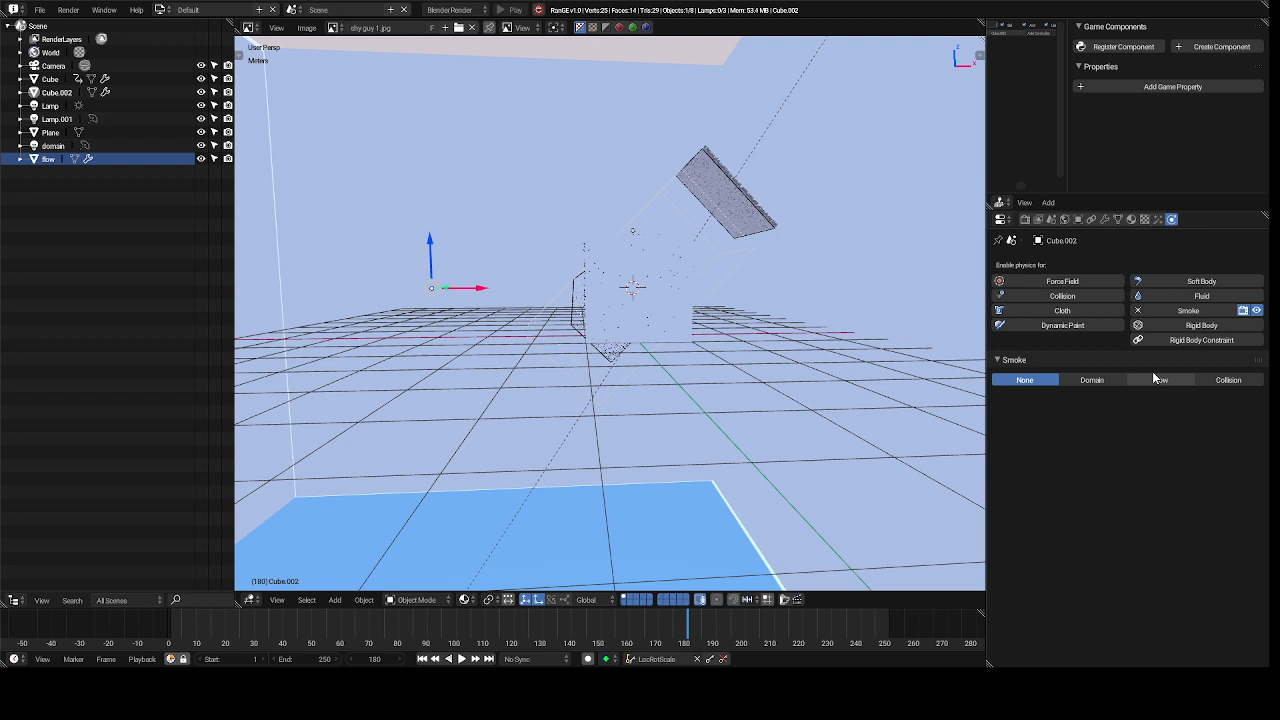 File Render Window Help Default + × Scene + × Blender Render Play RanGE v1.0 | Verts:25 | Faces:14 | Tris:29 | Objects:1/8 | Lamps:0/3 | Mem: 53.4 MB | Cube.002
View Image shy guy 1.jpg F + × View
Scene
RenderLayers
World
Camera
Cube
Cube.002
Lamp
Lamp.001
Plane
domain
flow
User Persp
Meters
z
x
(180) Cube.002
Game Components
Register Component + Create Component
Properties
+ Add Game Property
View Add
Cube.002
Enable physics for:
Force Field Soft Body
Collision Fluid
Cloth × Smoke
Dynamic Paint Rigid Body
Rigid Body Constraint
Smoke
None Domain Collision
View Search All Scenes
View Select Add Object Object Mode Global
-50 -40 -30 -20 -10 0 10 20 30 40 50 60 70 80 90 100 110 120 130 140 150 160 170 180 190 200 210 220 230 240 250 260 270 280
View Marker Frame Playback Start: 1 End: 250 180 No Sync LocRotScale